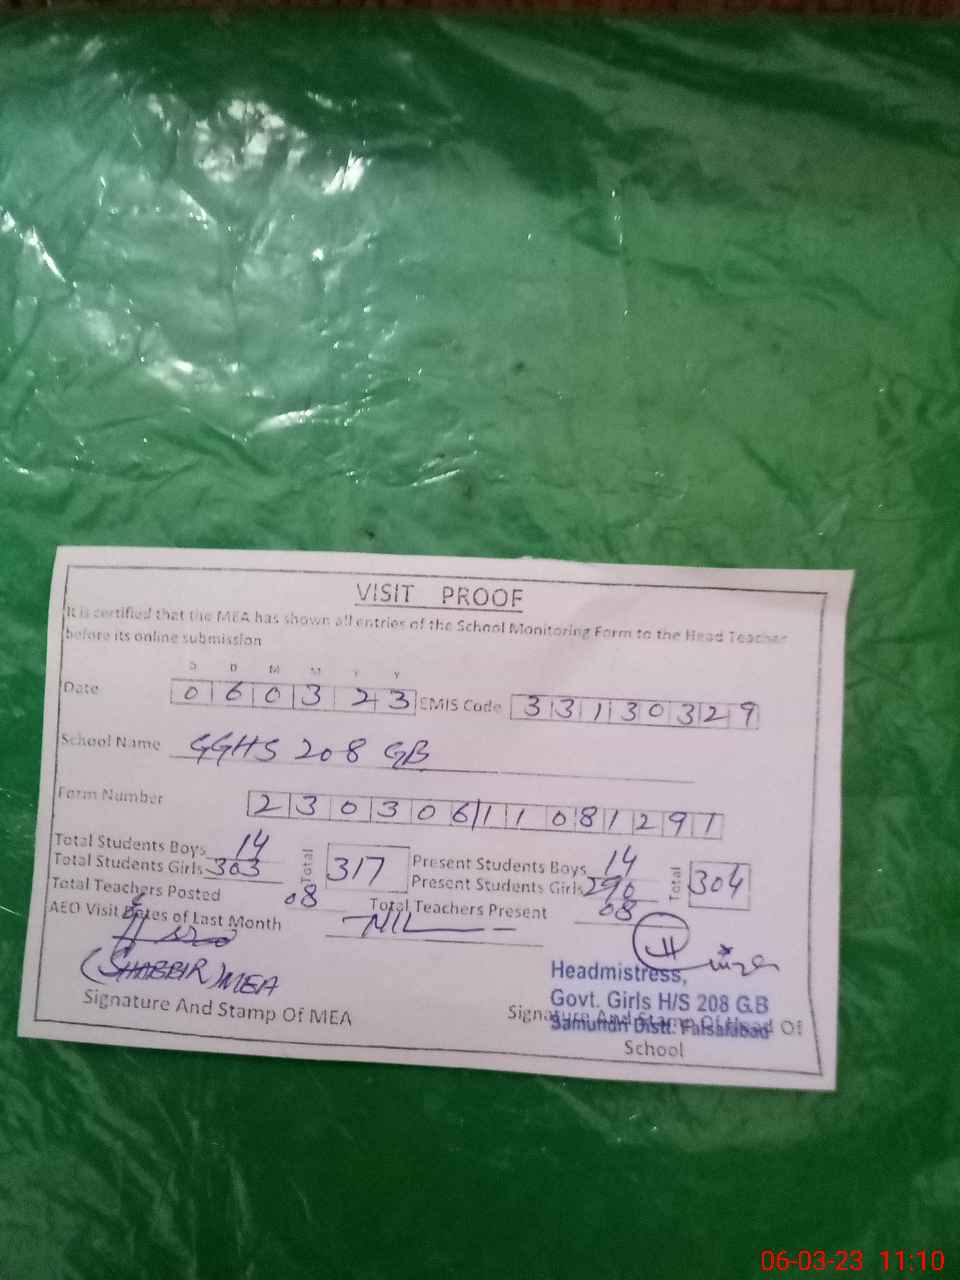 VISIT PROOF
It is certified that the MEA has shown all entries of the School Monitoring Form to the Head Teacher
before its online submission
D D M M Y Y
Date 0 6 0 3 2 3 EMIS Code 3 3 1 3 0 3 2 9
School Name GGHS 208 GB
Form Number 2 3 0 3 0 6 1 1 0 8 1 2 9 1
Total Students Boys 14 Total 317 Present Students Boys 14 Total 304
Total Students Girls 303 Present Students Girls 290
Total Teachers Posted 08 Total Teachers Present 08
AEO Visit Dates of Last Month NIL
(SHABBIR) MEA
Signature And Stamp Of MEA
Headmistress,
Govt. Girls H/S 208 G.B
Samundri Distt. Faisalabad
Signature And Stamp Of Head Of
School
06-03-23 11:10